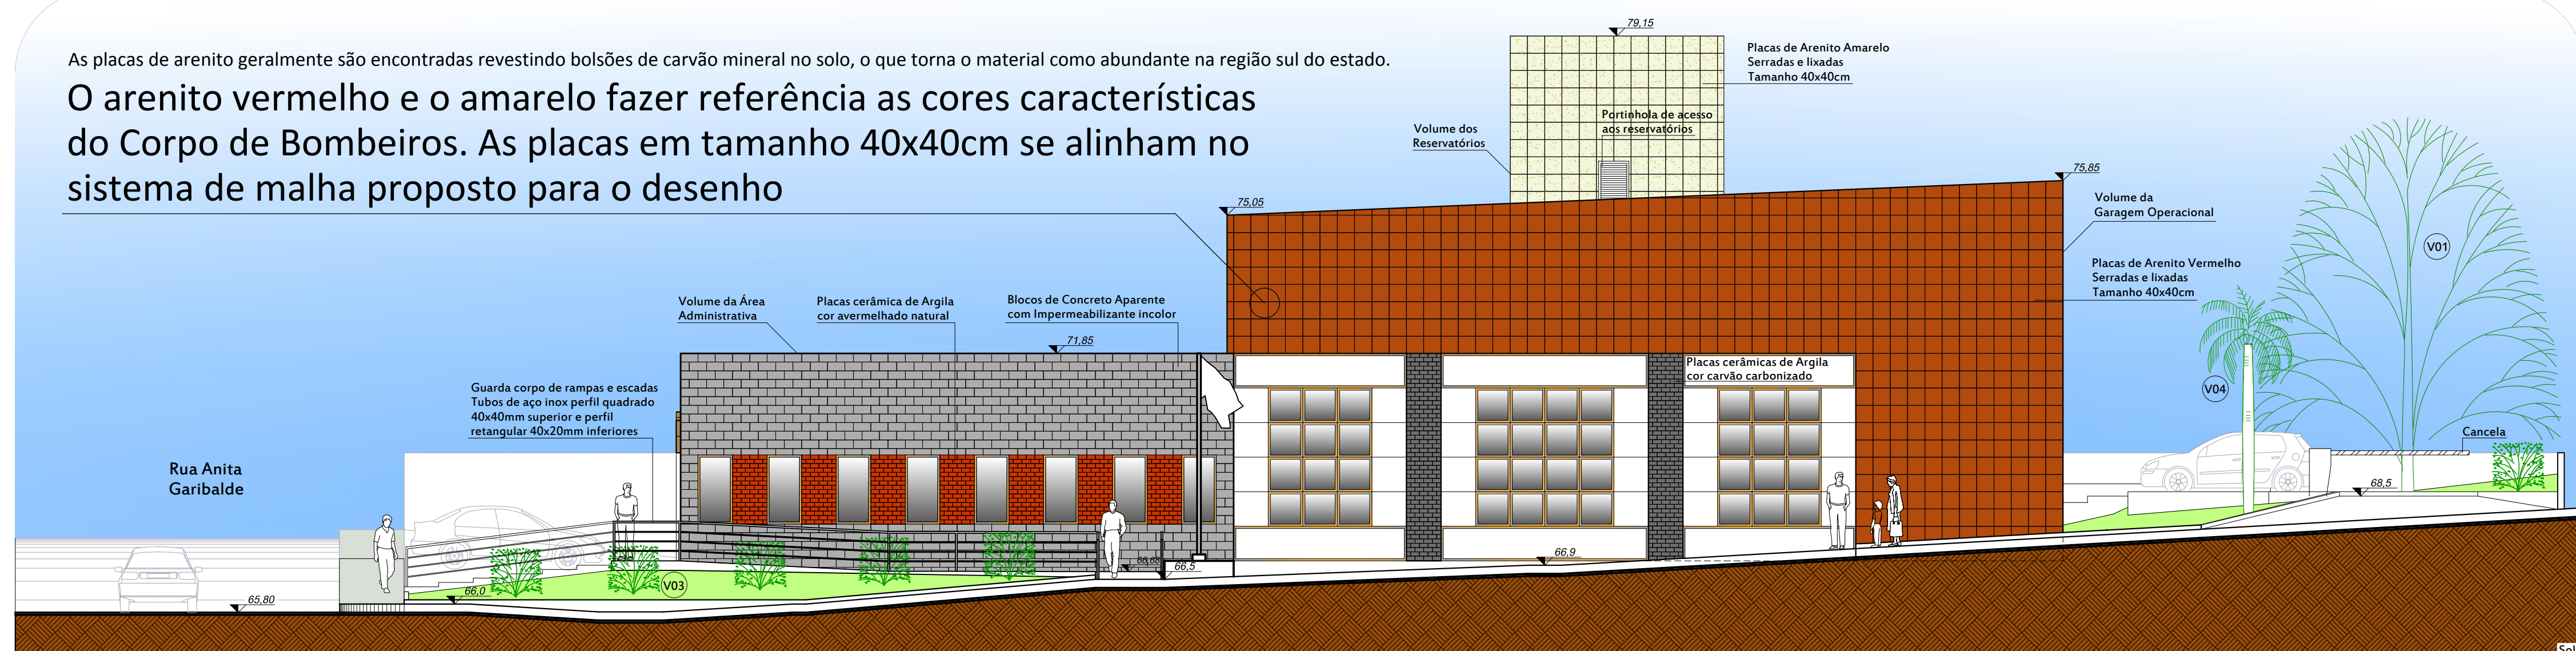 As placas de arenito geralmente são encontradas revestindo bolsões de carvão mineral no solo, o que torna o material como abundante na região sul do estado.
O arenito vermelho e o amarelo fazer referência as cores características
do Corpo de Bombeiros. As placas em tamanho 40x40cm se alinham no
sistema de malha proposto para o desenho
79,15
Placas de Arenito Amarelo
Serradas e lixadas
Tamanho 40x40cm
Portinhola de acesso
aos reservatórios
Volume dos
Reservatórios
75,05
75,85
Volume da
Garagem Operacional
V01
Placas de Arenito Vermelho
Serradas e lixadas
Tamanho 40x40cm
Volume da Área
Administrativa
Placas cerâmica de Argila
cor avermelhado natural
Blocos de Concreto Aparente
com Impermeabilizante incolor
71,85
Placas cerâmicas de Argila
cor carvão carbonizado
Guarda corpo de rampas e escadas
Tubos de aço inox perfil quadrado
40x40mm superior e perfil
retangular 40x20mm inferiores
V04
Cancela
Rua Anita
Garibalde
68,5
66,9
66,5
V03
66,0
65,80